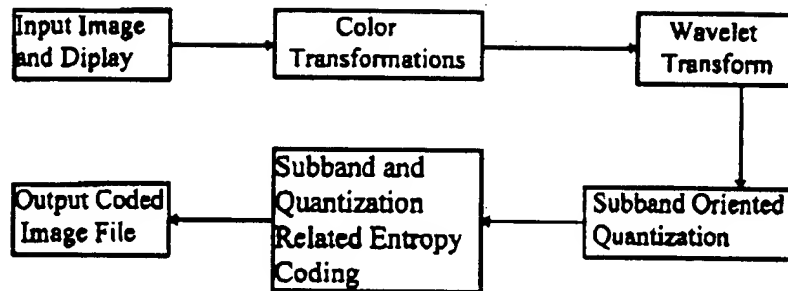 Input Image
and Diplay
Color
Transformations
Wavelet
Transform
Subband Oriented
Quantization
Subband and
Quantization
Related Entropy
Coding
Output Coded
Image File